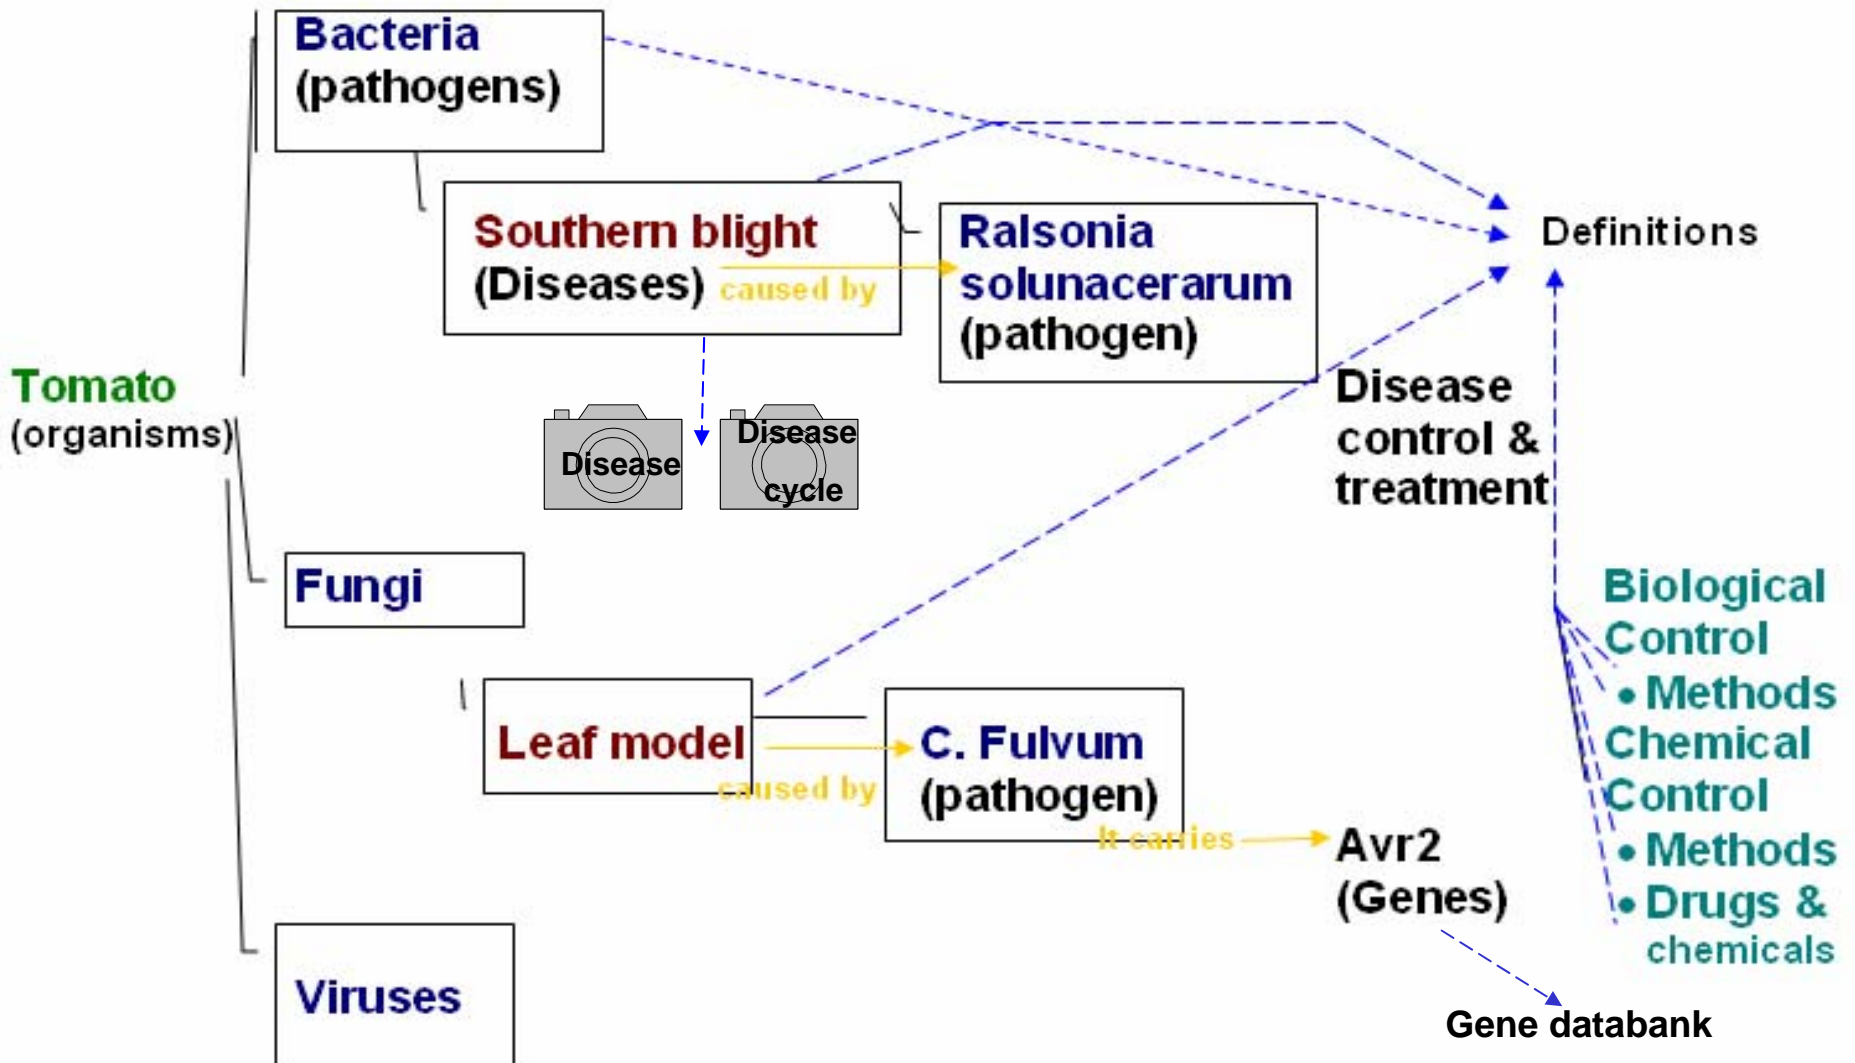 Bacteria
(pathogens)
Southern blight
(Diseases)
caused by
Ralsonia
solunacerarum
(pathogen)
Definitions
Tomato
(organisms)
Disease
Disease
cycle
Disease
control &
treatment
Fungi
Leaf model
caused by
C. Fulvum
(pathogen)
It carries
Avr2
(Genes)
Biological
Control
• Methods
Chemical
Control
• Methods
• Drugs &
chemicals
Viruses
Gene databank